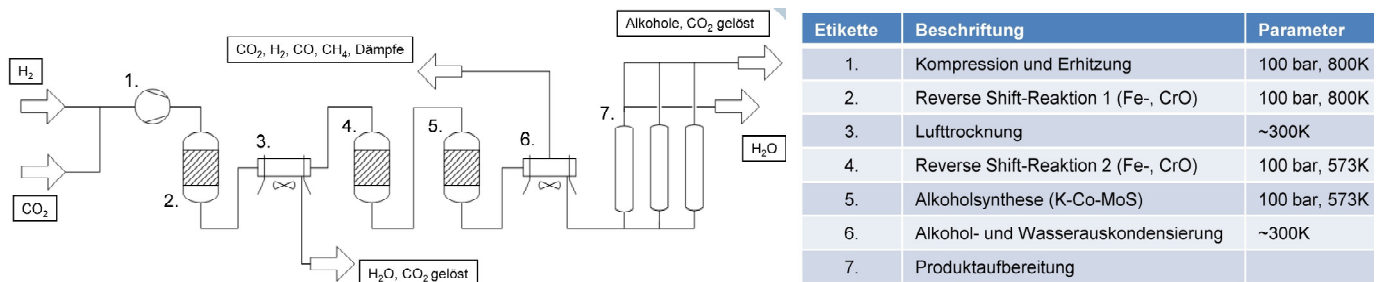 Alkohole, CO₂ gelöst
CO₂, H₂, CO, CH₄, Dämpfe
H₂
1.
7.
3.
4.
5.
6.
H₂O
CO₂
2.
H₂O, CO₂ gelöst
Etikette Beschriftung Parameter
1. Kompression und Erhitzung 100 bar, 800K
2. Reverse Shift-Reaktion 1 (Fe-, CrO) 100 bar, 800K
3. Lufttrocknung ~300K
4. Reverse Shift-Reaktion 2 (Fe-, CrO) 100 bar, 573K
5. Alkoholsynthese (K-Co-MoS) 100 bar, 573K
6. Alkohol- und Wasserauskondensierung ~300K
7. Produktaufbereitung